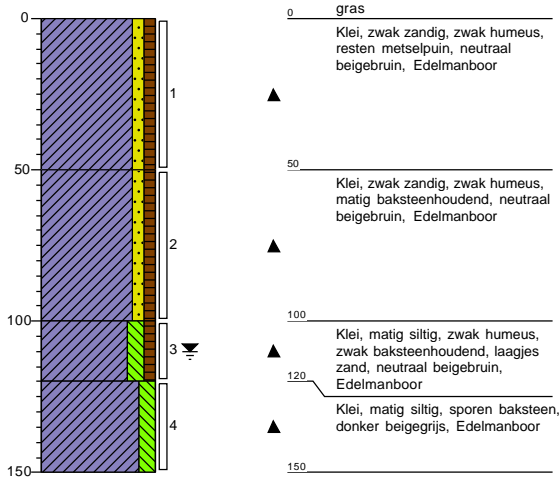 0
50
100
150
1
2
3
4
0
gras
Klei, zwak zandig, zwak humeus,
resten metselpuin, neutraal
beigebruin, Edelmanboor
50
Klei, zwak zandig, zwak humeus,
matig baksteenhoudend, neutraal
beigebruin, Edelmanboor
100
Klei, matig siltig, zwak humeus,
zwak baksteenhoudend, laagjes
zand, neutraal beigebruin,
Edelmanboor
120
Klei, matig siltig, sporen baksteen,
donker beigegrijs, Edelmanboor
150